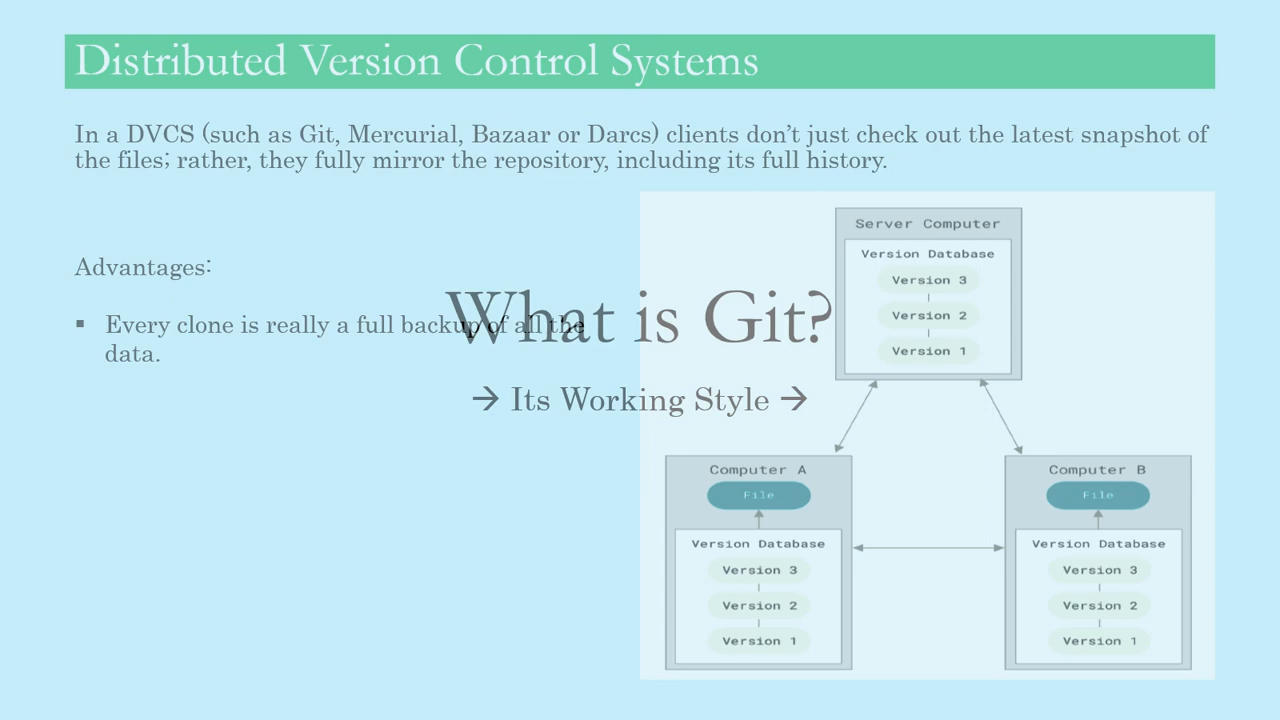 Distributed Version Control Systems
In a DVCS (such as Git, Mercurial, Bazaar or Darcs) clients don’t just check out the latest snapshot of
the files; rather, they fully mirror the repository, including its full history.
Advantages:
▪ Every clone is really a full backup of all the
data.
What is Git?
→ Its Working Style →
Server Computer
Version Database
Version 3
Version 2
Version 1
Computer A
File
Version Database
Version 3
Version 2
Version 1
Computer B
File
Version Database
Version 3
Version 2
Version 1